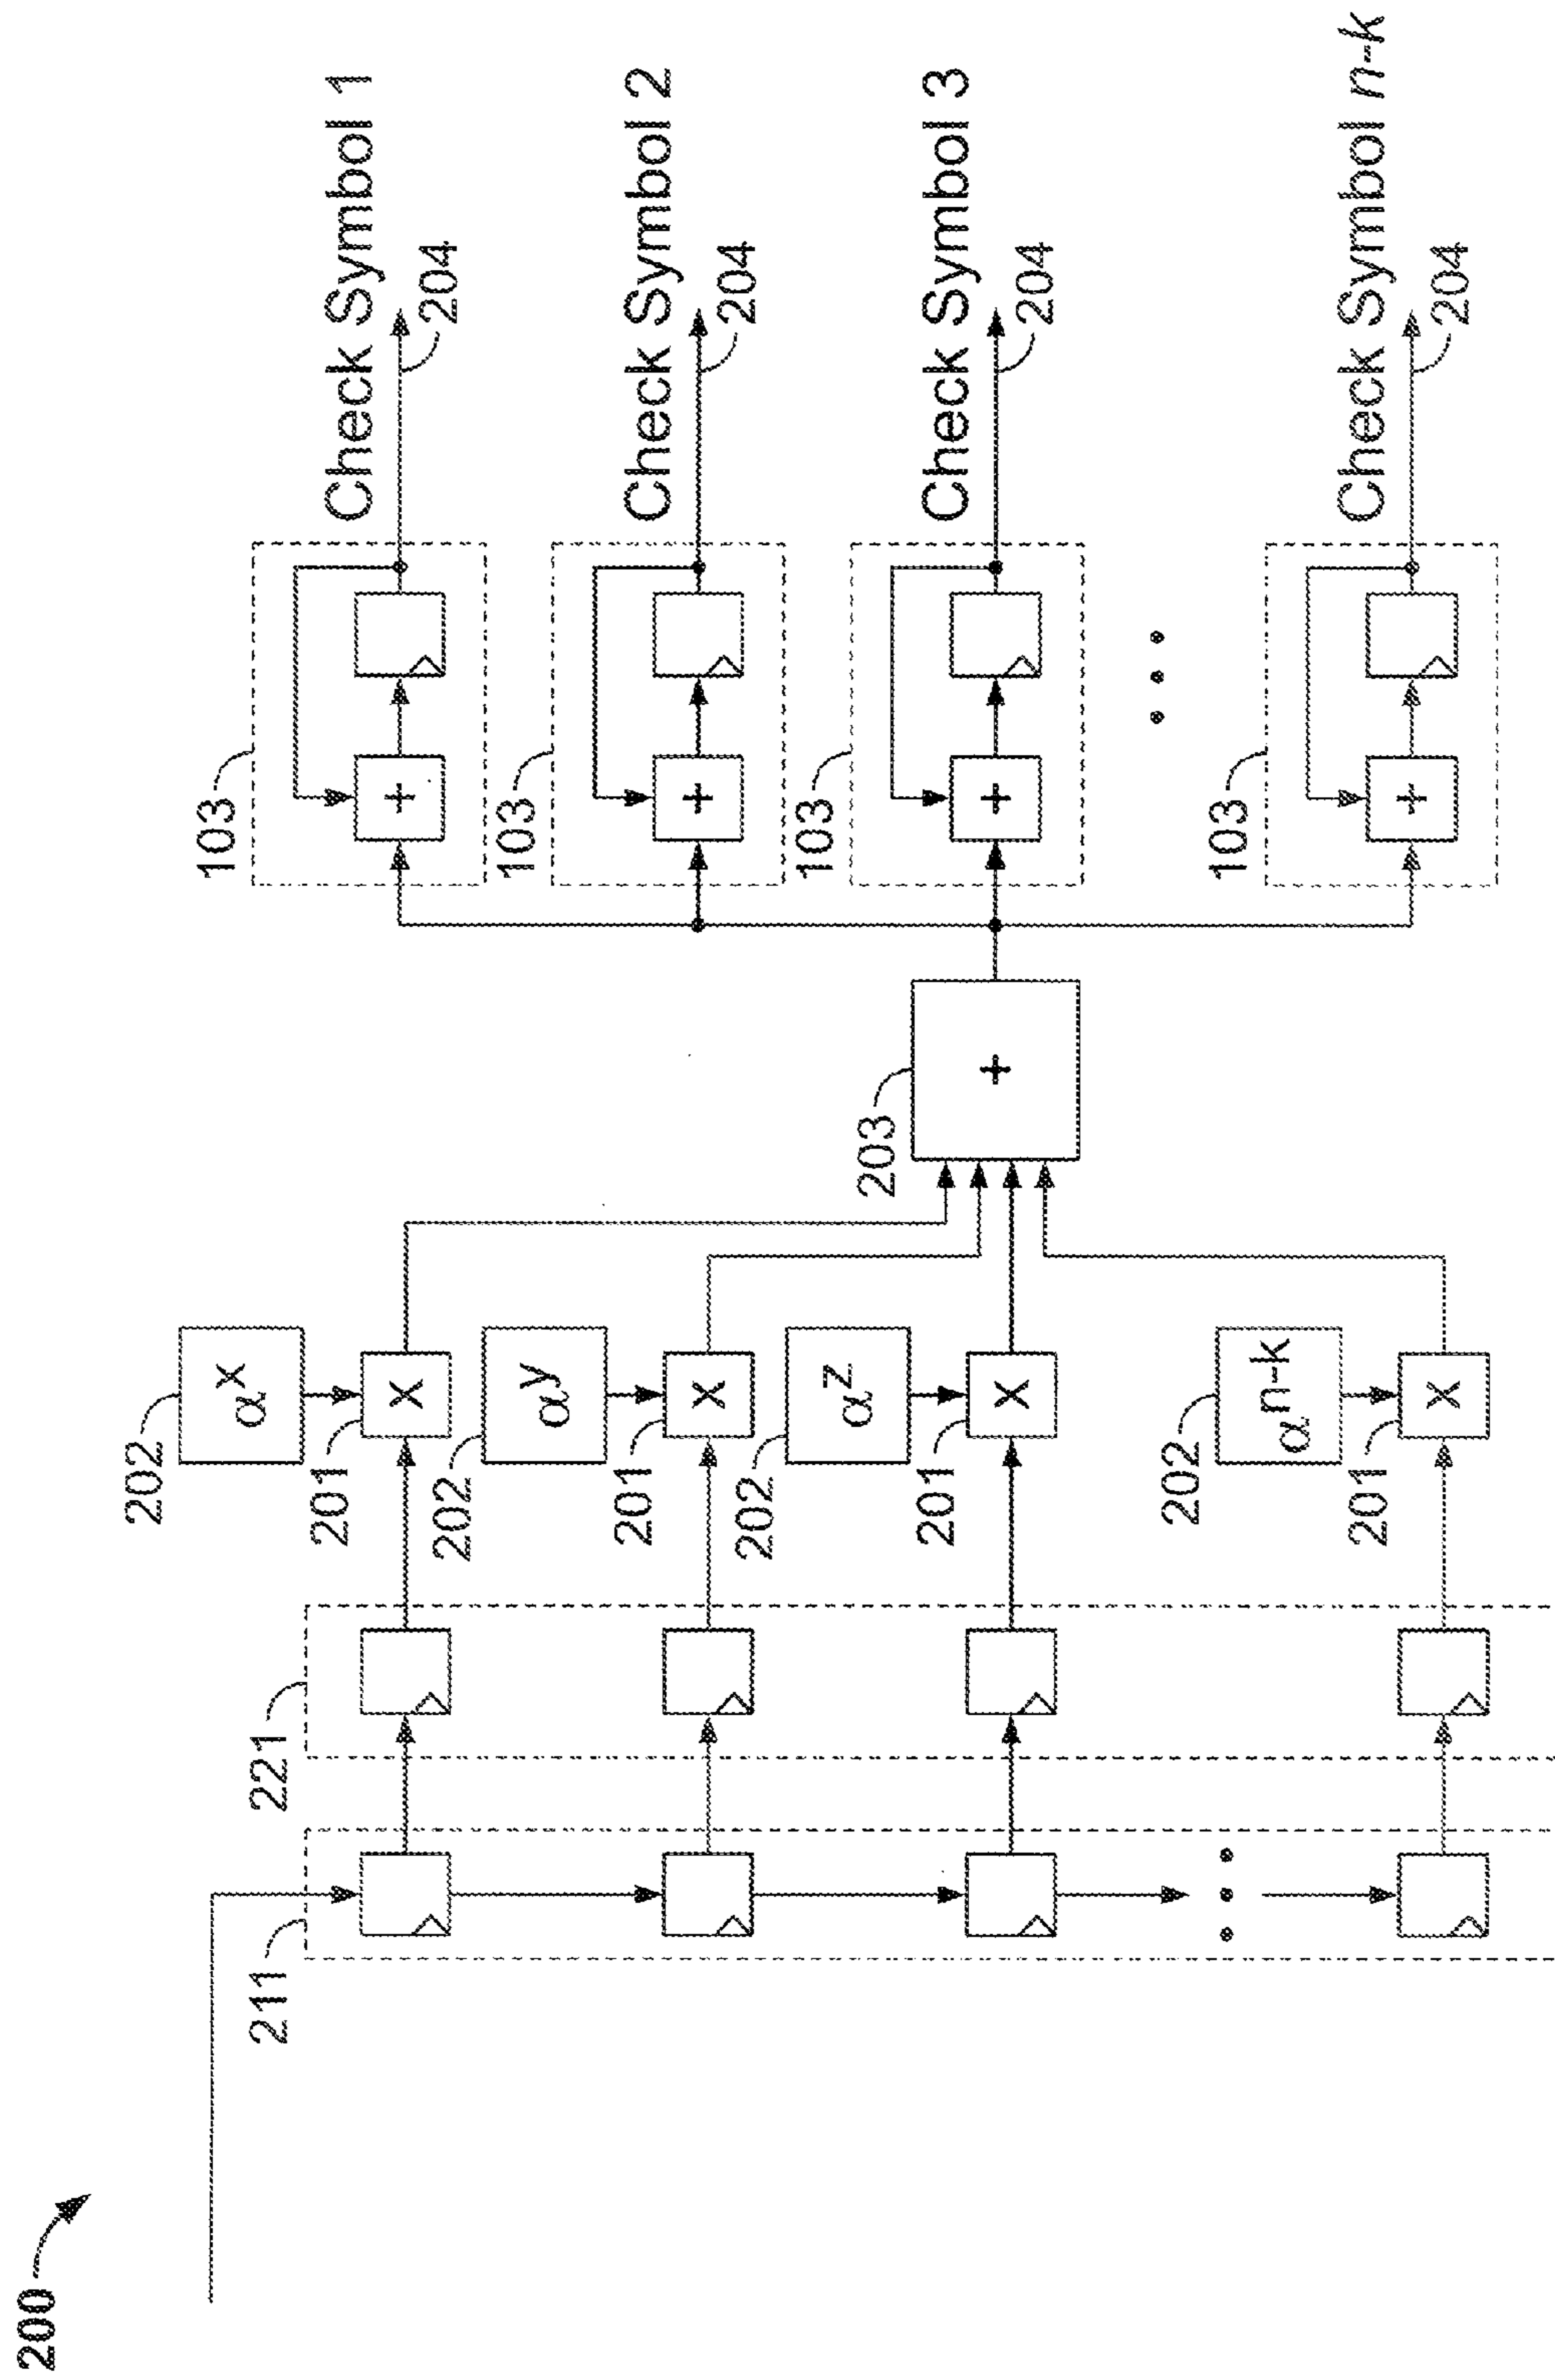 200
211
221
202
α^x
201
202
α^y
201
202
α^z
201
202
α^n-k
201
X
X
X
X
203
+
103
+
Check Symbol 1
204
103
+
Check Symbol 2
204
103
+
Check Symbol 3
204
103
+
Check Symbol n-k
204